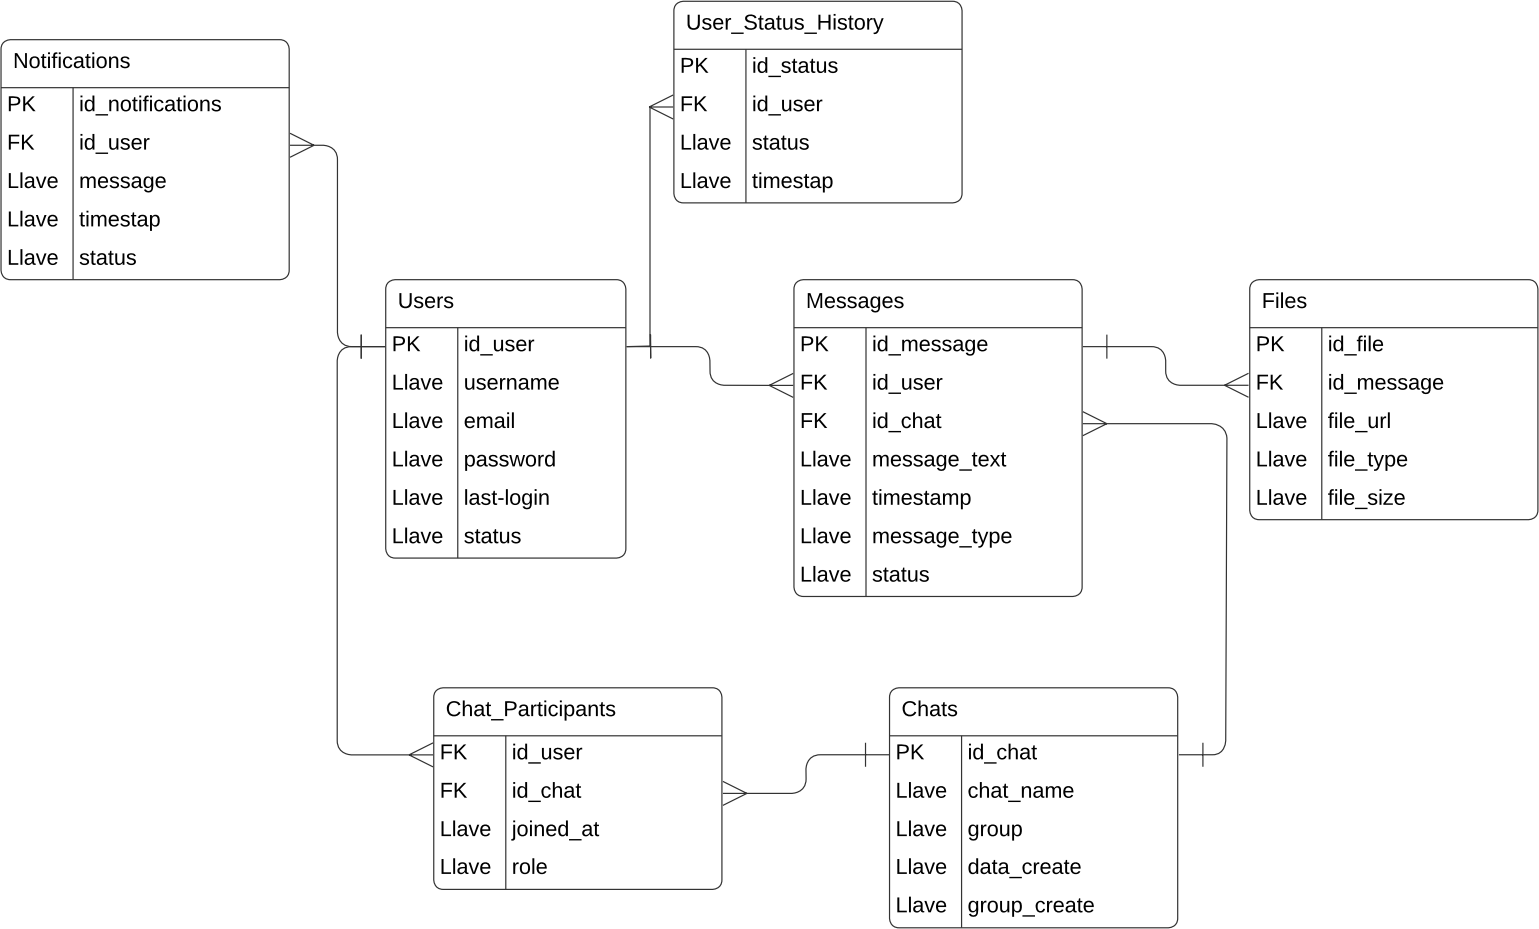 User_Status_History
PK id_status
FK id_user
Llave status
Llave timestap
Notifications
PK id_notifications
FK id_user
Llave message
Llave timestap
Llave status
Users
PK id_user
Llave username
Llave email
Llave password
Llave last-login
Llave status
Messages
PK id_message
FK id_user
FK id_chat
Llave message_text
Llave timestamp
Llave message_type
Llave status
Files
PK id_file
FK id_message
Llave file_url
Llave file_type
Llave file_size
Chat_Participants
FK id_user
FK id_chat
Llave joined_at
Llave role
Chats
PK id_chat
Llave chat_name
Llave group
Llave data_create
Llave group_create